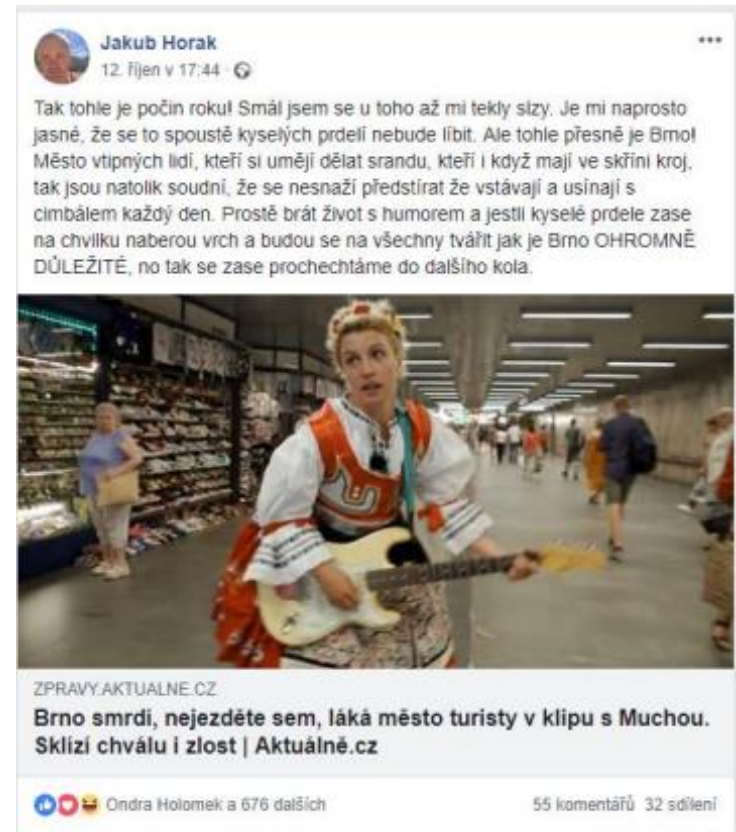 Jakub Horak
12. říjen v 17:44
Tak tohle je počin roku! Smál jsem se u toho až mi tekly slzy. Je mi naprosto
jasné, že se to spoustě kyselých prdelí nebude líbit. Ale tohle přesně je Brno!
Město vtipných lidí, kteří si umějí dělat srandu, kteří i když mají ve skříni kroj,
tak jsou natolik soudní, že se nesnaží předstírat že vstávají a usínají s
cimbálem každý den. Prostě brát život s humorem a jestli kyselé prdele zase
na chvilku naberou vrch a budou se na všechny tvářit jak je Brno OHROMNĚ
DŮLEŽITÉ, no tak se zase prochechtáme do dalšího kola.
ZPRAVY.AKTUALNE.CZ
Brno smrdí, nejezděte sem, láká město turisty v klipu s Muchou.
Sklízí chválu i zlost | Aktuálně.cz
Ondra Holomek a 676 dalších
55 komentářů 32 sdílení